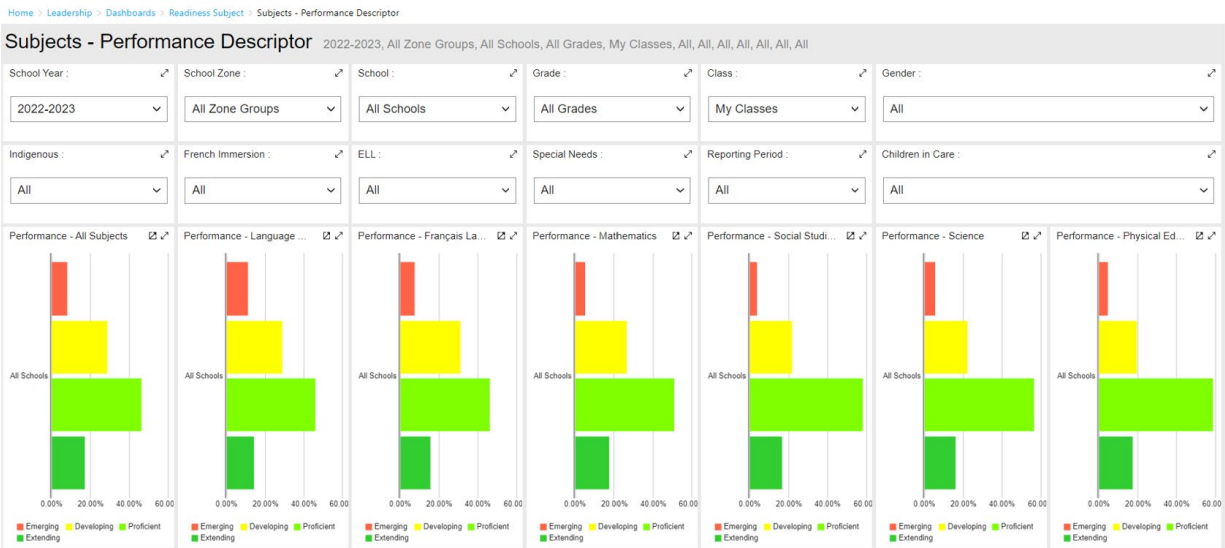 Home > Leadership > Dashboards > Readiness Subject > Subjects - Performance Descriptor
Subjects - Performance Descriptor 2022-2023, All Zone Groups, All Schools, All Grades, My Classes, All, All, All, All, All, All, All
School Year : School Zone : School : Grade : Class : Gender :
2022-2023 All Zone Groups All Schools All Grades My Classes All
Indigenous : French Immersion : ELL : Special Needs : Reporting Period : Children in Care :
All All All All All All
Performance - All Subjects Performance - Language ... Performance - Français La... Performance - Mathematics Performance - Social Studi... Performance - Science Performance - Physical Ed...
All Schools All Schools All Schools All Schools All Schools All Schools All Schools
0.00% 20.00% 40.00% 60.00 0.00% 20.00% 40.00% 60.00 0.00% 20.00% 40.00% 60.00 0.00% 20.00% 40.00% 60.00 0.00% 20.00% 40.00% 60.00 0.00% 20.00% 40.00% 60.00 0.00% 20.00% 40.00% 60.00
Emerging Developing Proficient Emerging Developing Proficient Emerging Developing Proficient Emerging Developing Proficient Emerging Developing Proficient Emerging Developing Proficient Emerging Developing Proficient
Extending Extending Extending Extending Extending Extending Extending